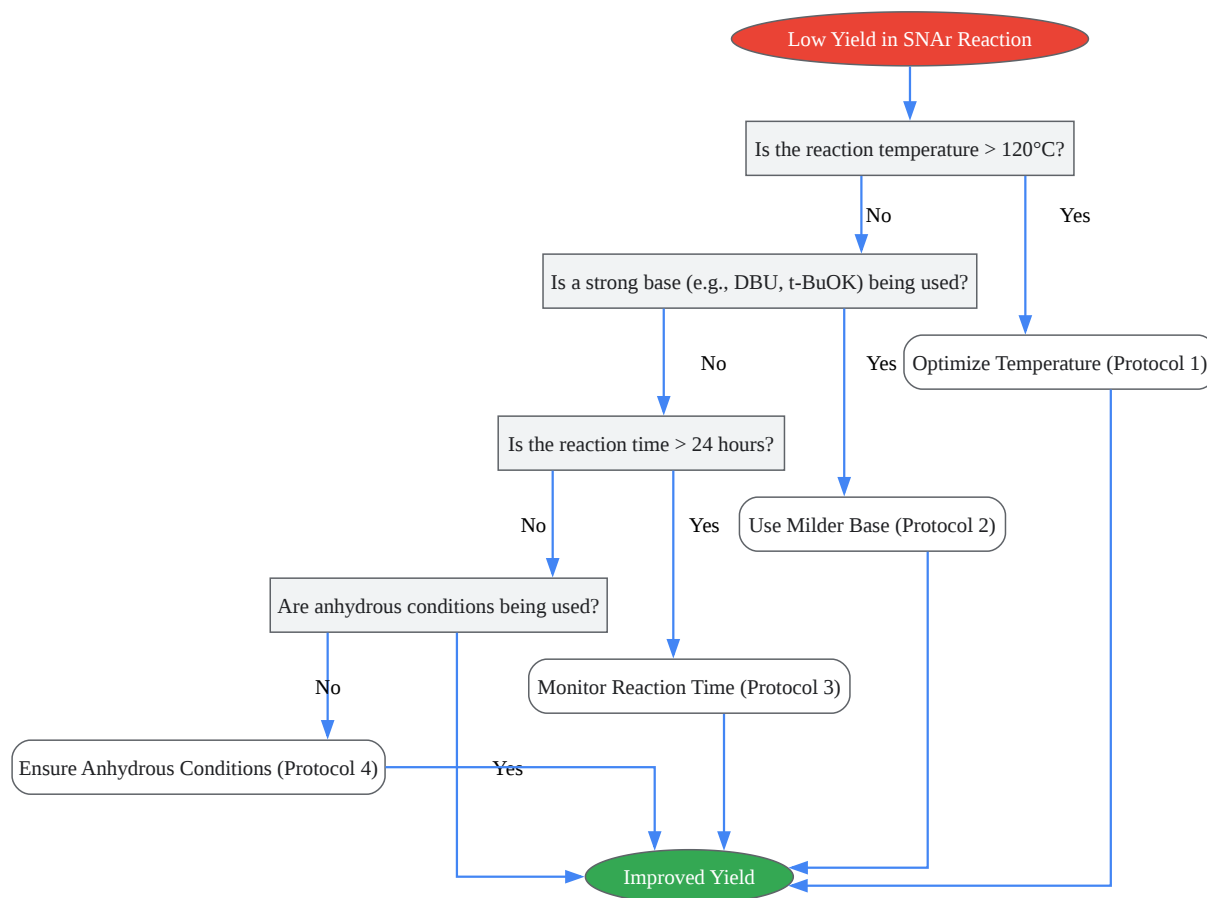 Low Yield in SNAr Reaction
Is the reaction temperature > 120°C?
No
Yes
Is a strong base (e.g., DBU, t-BuOK) being used?
No
Yes
Optimize Temperature (Protocol 1)
Is the reaction time > 24 hours?
No
Yes
Use Milder Base (Protocol 2)
Are anhydrous conditions being used?
No
Monitor Reaction Time (Protocol 3)
Ensure Anhydrous Conditions (Protocol 4)
Yes
Improved Yield